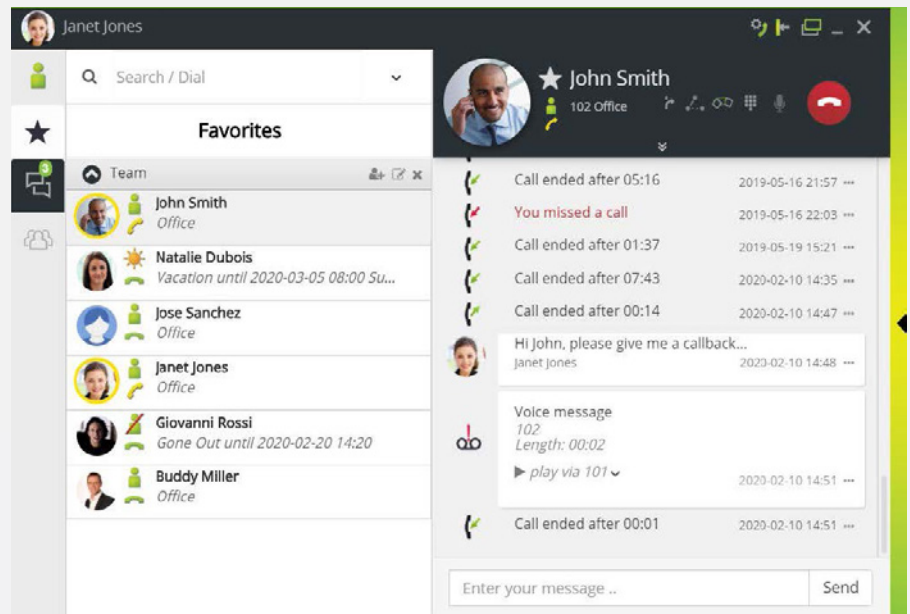 Janet Jones
Search / Dial
Favorites
3
Team
John Smith
Office
Natalie Dubois
Vacation until 2020-03-05 08:00 Su...
Jose Sanchez
Office
Janet Jones
Office
Giovanni Rossi
Gone Out until 2020-02-20 14:20
Buddy Miller
Office
John Smith
102 Office
Call ended after 05:16 2019-05-16 21:57 ...
You missed a call 2019-05-16 22:03 ...
Call ended after 01:37 2019-05-19 15:21 ...
Call ended after 07:43 2020-02-10 14:35 ...
Call ended after 00:14 2020-02-10 14:47 ...
Hi John, please give me a callback...
Janet Jones 2020-02-10 14:48 ...
Voice message
102
Length: 00:02
play via 101
2020-02-10 14:51 ...
Call ended after 00:01 2020-02-10 14:51 ...
Enter your message .. Send